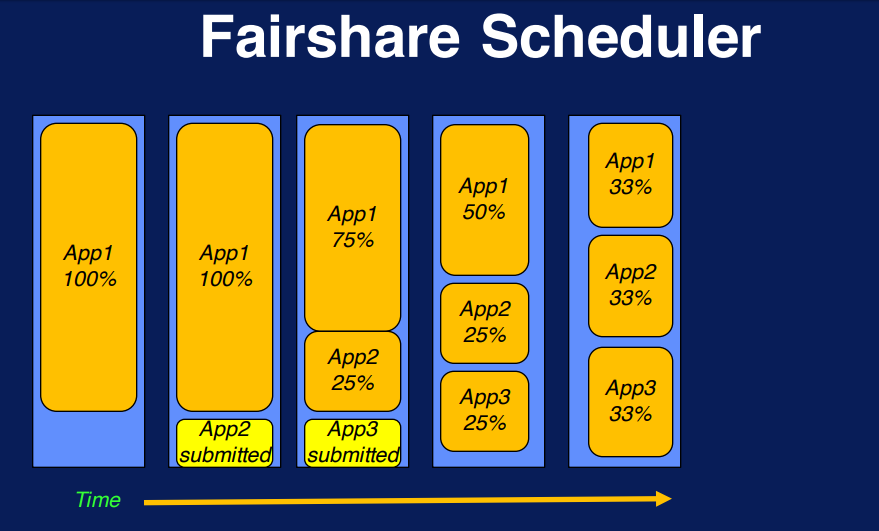 Fairshare Scheduler
App1
100%
App1
100%
App2
submitted
App1
75%
App2
25%
App3
submitted
App1
50%
App2
25%
App3
25%
App1
33%
App2
33%
App3
33%
Time